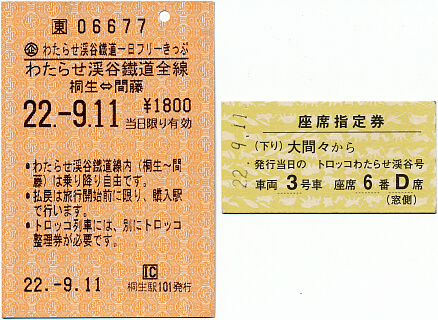 東 06677
企 わたらせ渓谷鐵道一日フリーきっぷ
わたらせ渓谷鐵道全線
桐生⇔間藤
22.-9.11 ¥1800
当日限り有効
●わたらせ渓谷鐵道線内(桐生〜間
藤)は乗り降り自由です。
●払戻は旅行開始前に限り、購入駅
で行います。
●トロッコ列車には、別にトロッコ
整理券が必要です。
22.-9.11
IC
桐生駅101発行
22.-9.11
座席指定券
(下り) 大間々から
・発行当日の トロッコわたらせ渓谷号
車両 3号車 座席 6番D席
(窓側)